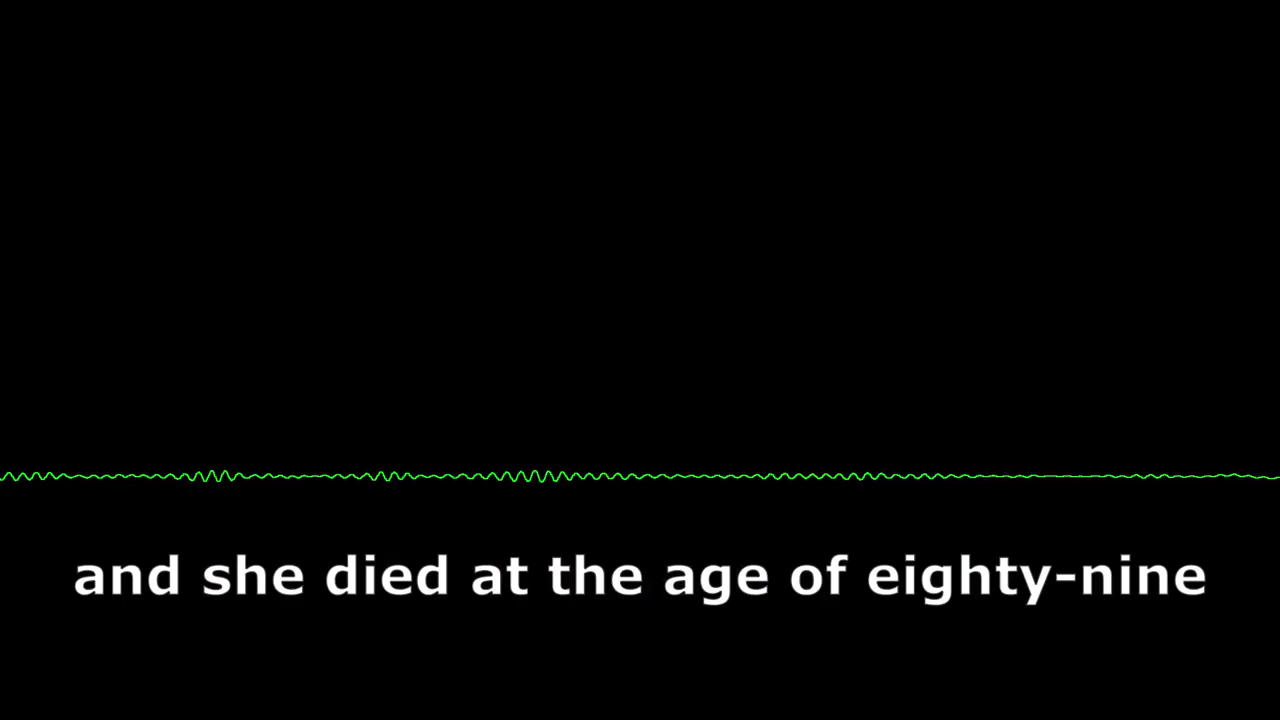 and she died at the age of eighty-nine